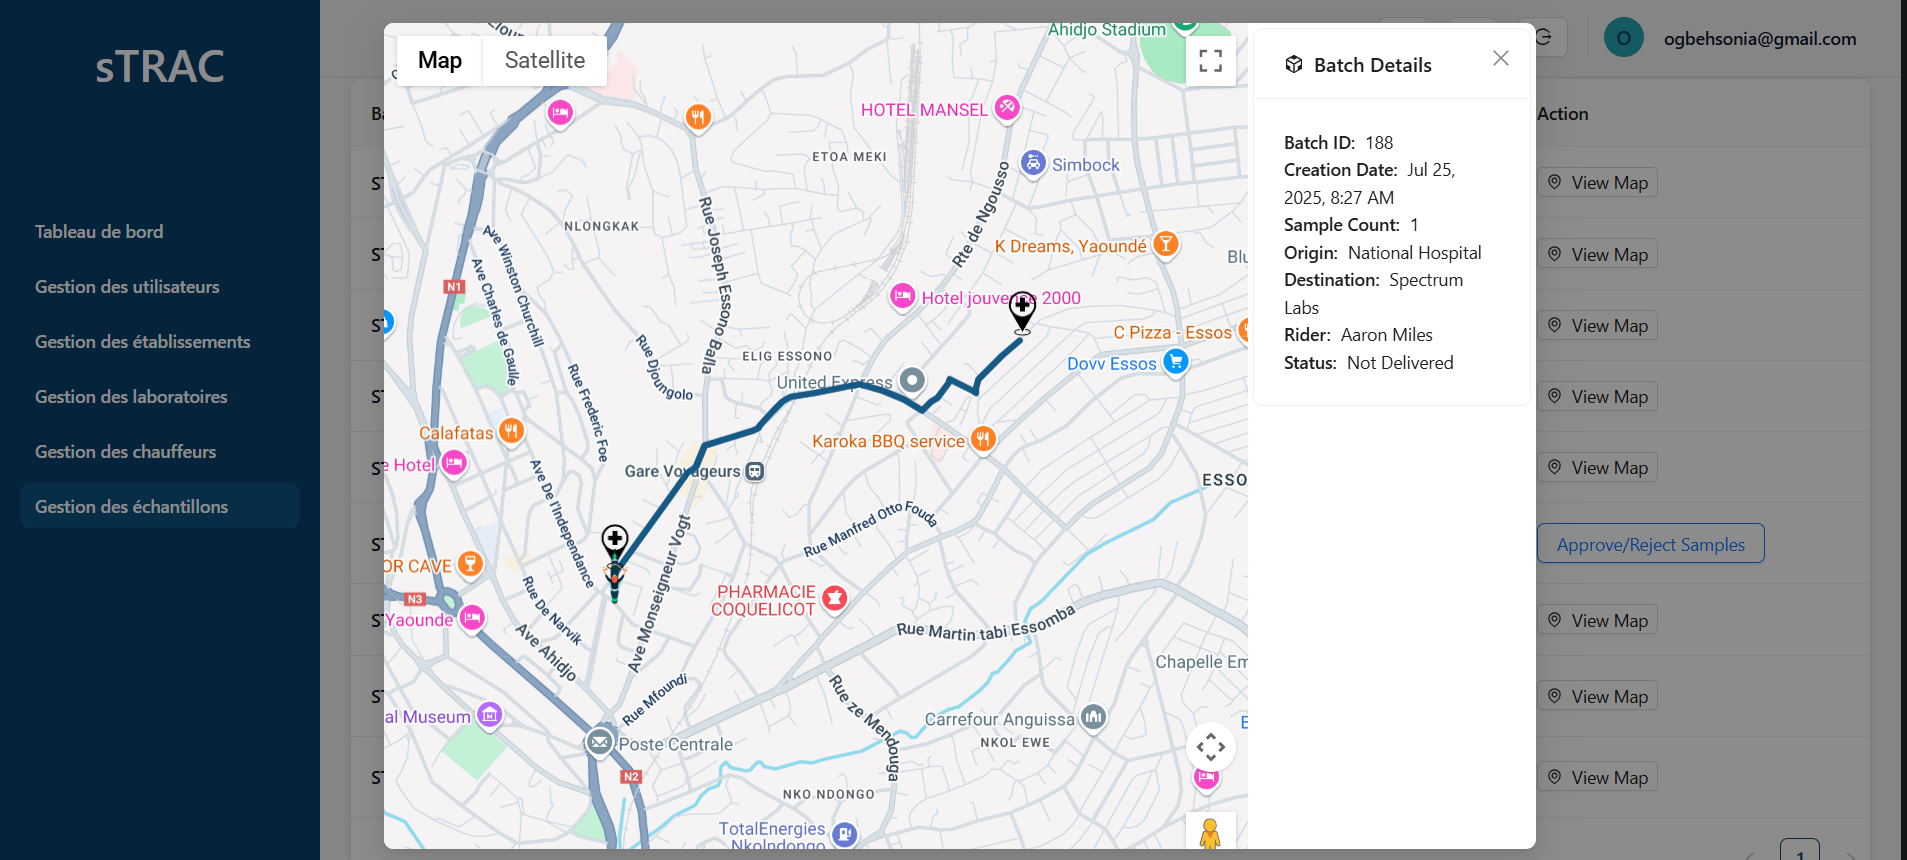 sTRAC
Tableau de bord
Gestion des utilisateurs
Gestion des établissements
Gestion des laboratoires
Gestion des chauffeurs
Gestion des échantillons
O
ogbehsonia@gmail.com
Action
View Map
View Map
View Map
View Map
View Map
Approve/Reject Samples
View Map
View Map
View Map
1
Map
Satellite
Ahidjo Stadium
HOTEL MANSEL
ETOA MEKI
Simbock
NLONGKAK
Rue Joseph Essono Balla
Rte de Ngousso
K Dreams, Yaoundé
Ave Winston Churchill
Ave Charles de Gaulle
N1
Hotel jouvence 2000
C Pizza - Essos
Rue Djoungolo
ELIG ESSONO
United Express
Dovv Essos
Rue Frederic Foe
Calafatas
Karoka BBQ service
Hotel
Gare Voyageurs
ESSO
Ave De l'Independance
Rue Manfred Otto Fouda
Ave Monseigneur Vogt
OR CAVE
N3
PHARMACIE
COQUELICOT
Yaounde
Rue De Narvik
Ave Ahidjo
Rue Martin tabi Essomba
Chapelle Em
Rue Mfoundi
Rue ze Mendouga
al Museum
Carrefour Anguissa
NKOL EWE
Poste Centrale
N2
NKO NDONGO
TotalEnergies
Nkolndongo
Batch Details
Batch ID: 188
Creation Date: Jul 25,
2025, 8:27 AM
Sample Count: 1
Origin: National Hospital
Destination: Spectrum
Labs
Rider: Aaron Miles
Status: Not Delivered